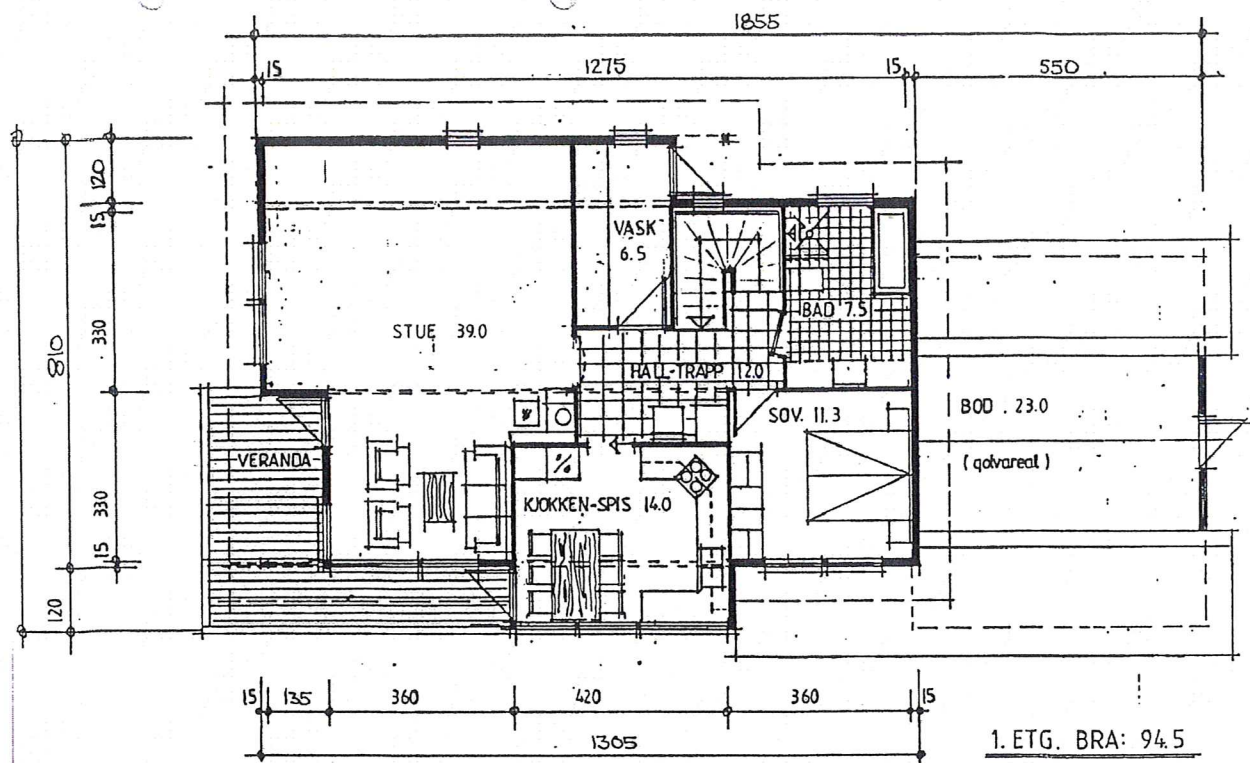 1855
15 1275 15 550
120
15
330
810
330
15
120
VASK
6.5
STUE 39.0
BAD 7.5
HALL-TRAPP 12.0
SOV. 11.3
BOD . 23.0
(golvareal)
VERANDA
KJØKKEN-SPIS 14.0
15 135 360 420 360 15
1305
1. ETG. BRA: 94.5